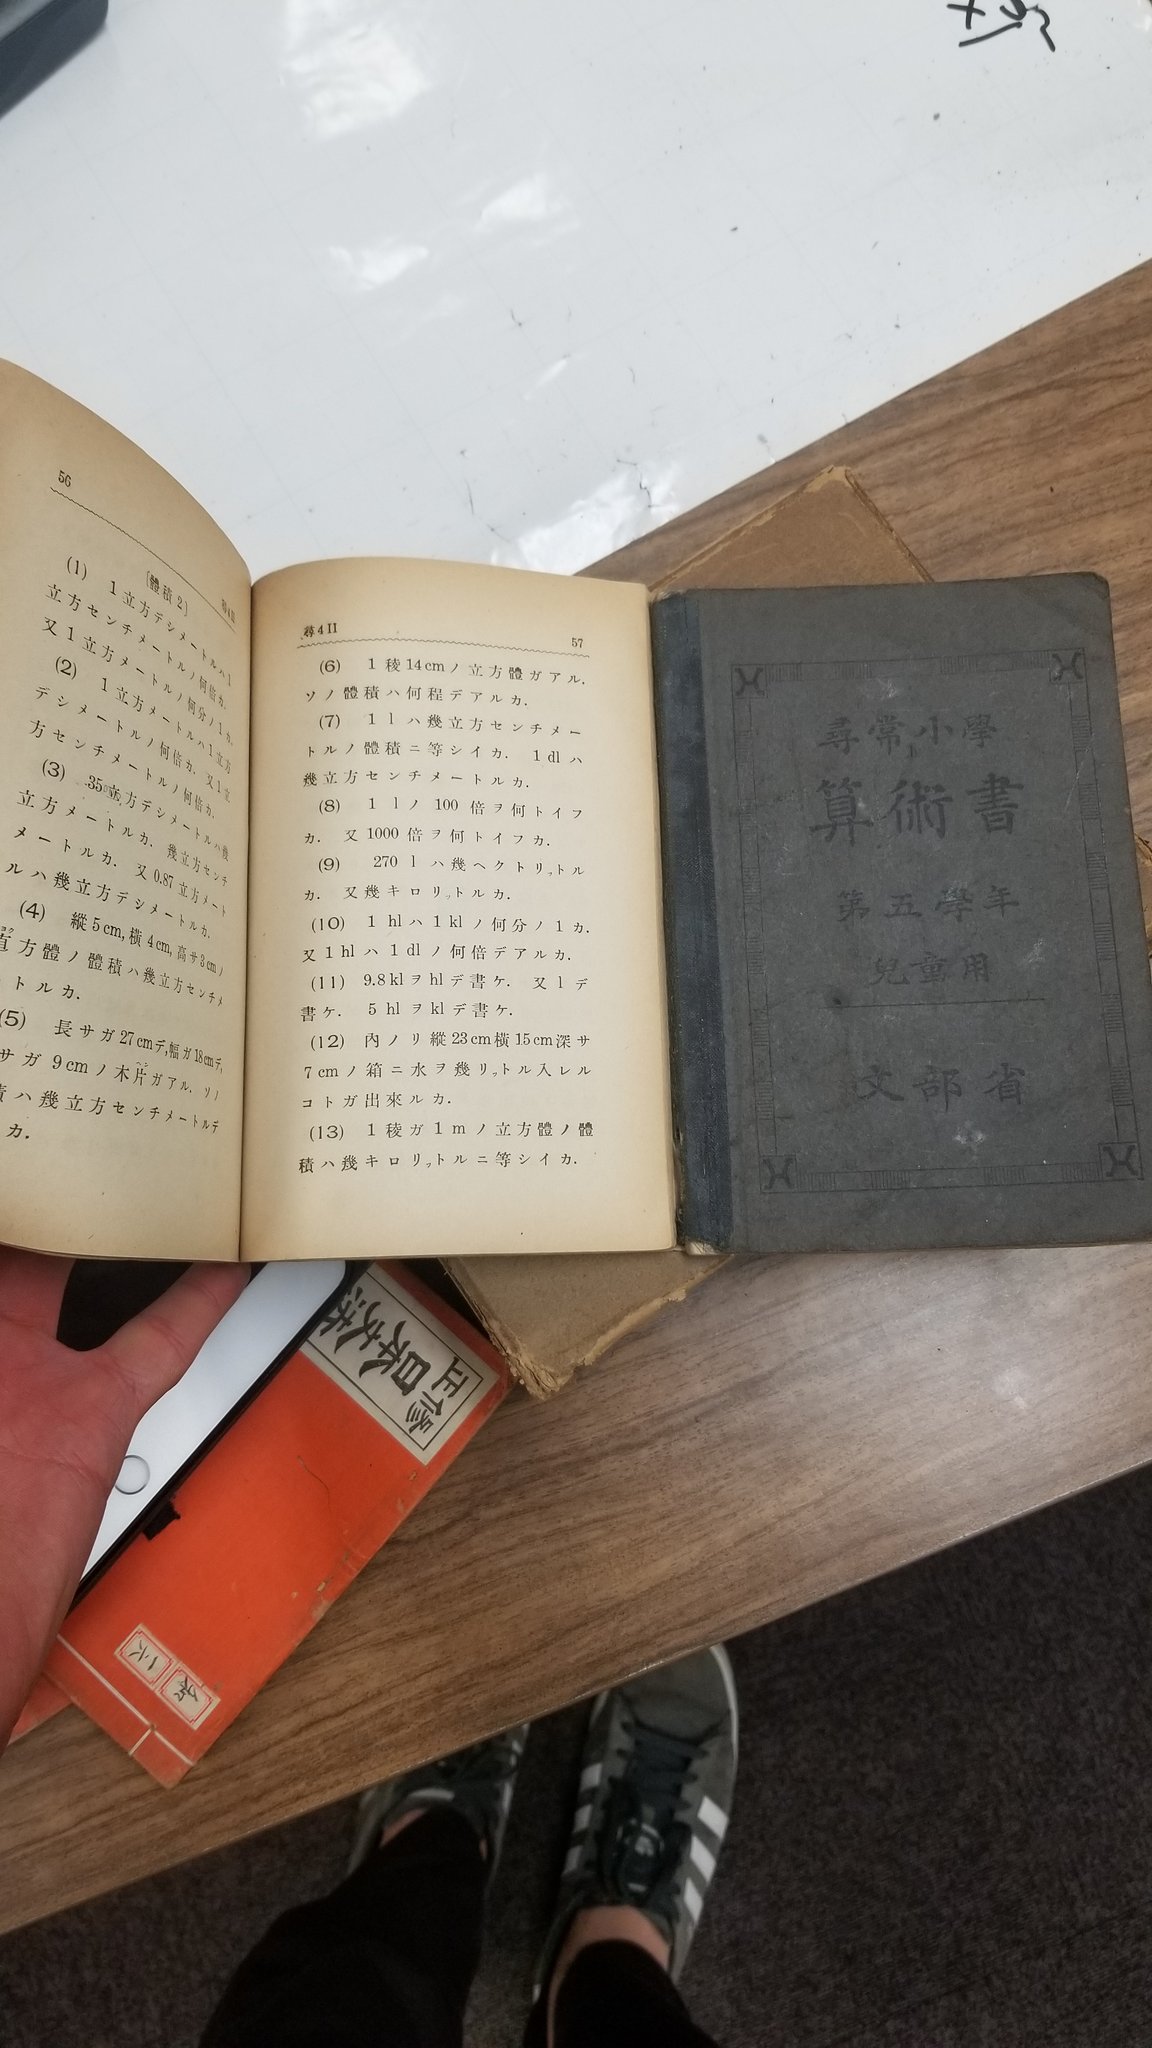 56
尋4II
[體積2]
(1) 1立方デシメートルハ1
立方センチメートルノ何倍カ.
又1立方メートルノ何分ノ1カ.
(2) 1立方メートルハ1立方
デシメートルノ何倍カ. 又1立
方センチメートルノ何倍カ.
(3) 35立方デシメートルハ幾
立方メートルカ. 幾立方センチ
メートルカ. 又0.87立方メート
ルハ幾立方デシメートルカ.
(4) 縱5cm,横4cm,高サ3cmノ
直方體ノ體積ハ幾立方センチメ
トルカ.
(5) 長サガ27cmデ,幅ガ18cmデ,
サガ9cmノ木片ガアル. ソノ
積ハ幾立方センチメートルデ
カ.
尋4II 57
(6) 1稜14cmノ立方體ガアル.
ソノ體積ハ何程デアルカ.
(7) 1lハ幾立方センチメー
トルノ體積ニ等シイカ. 1dlハ
幾立方センチメートルカ.
(8) 1lノ100倍ヲ何トイフ
カ. 又1000倍ヲ何トイフカ.
(9) 270lハ幾ヘクトリットル
カ. 又幾キロリットルカ.
(10) 1hlハ1klノ何分ノ1カ.
又1hlハ1dlノ何倍デアルカ.
(11) 9.8klヲhlデ書ケ. 又lデ
書ケ. 5hlヲklデ書ケ.
(12) 內ノリ縱23cm横15cm深サ
7cmノ箱ニ水ヲ幾リットル入レル
コトガ出來ルカ.
(13) 1稜ガ1mノ立方體ノ體
積ハ幾キロリットルニ等シイカ.
尋常小學
算術書
第五學年
兒童用
文部省